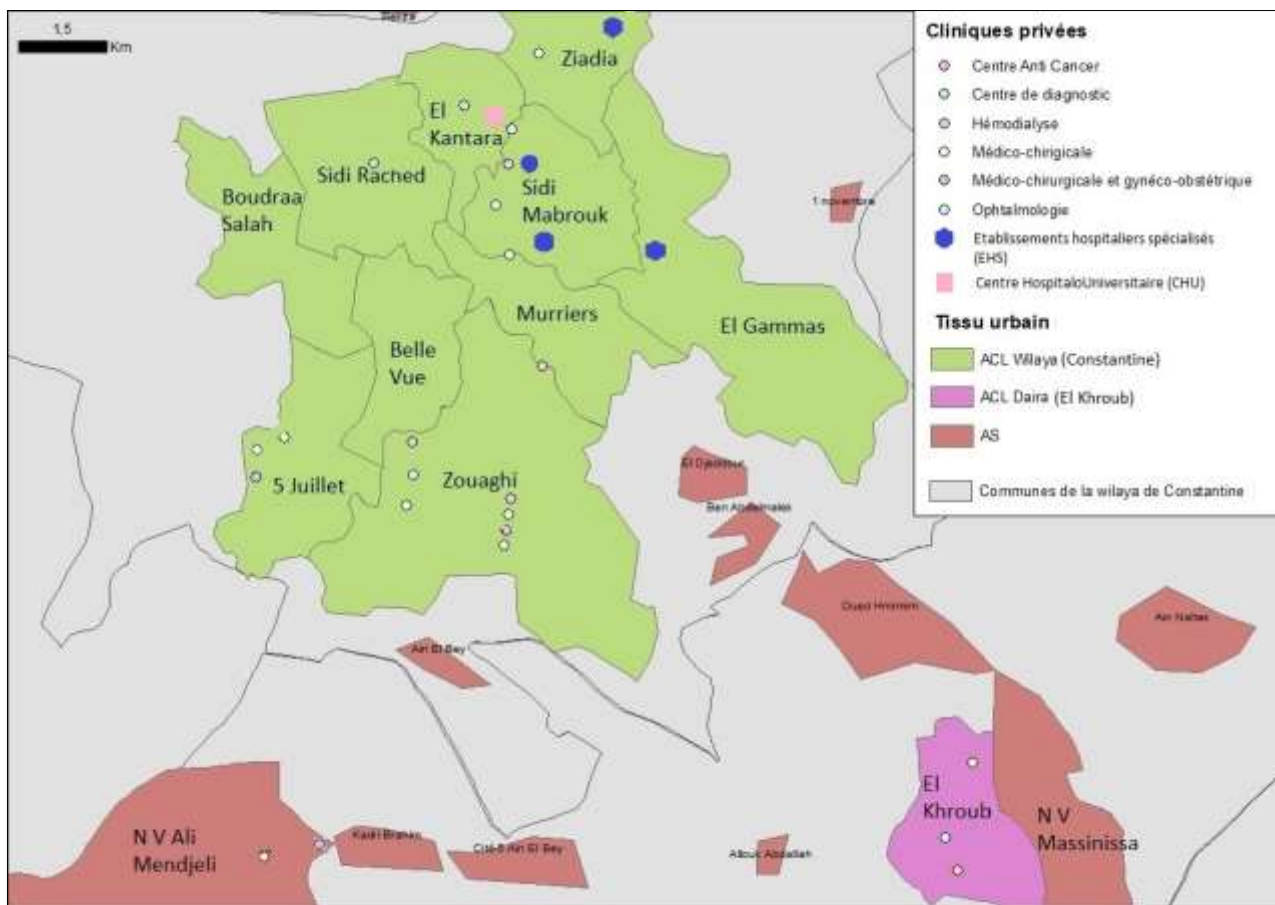 1,5
Km
Ziadia
El
Kantara
Sidi Rached
Boudraa
Salah
Sidi
Mabrouk
1 novembre
Murriers
El Gammas
Belle
Vue
5 Juillet
Zouaghi
Ben Abdelmalek
Oued Hmimim
Ain Nahas
Ain El Bey
N V Ali
Mendjeli
Kadri Brahim
Cité 8 Ain El Bey
Allouk Abdallah
El
Khroub
N V
Massinissa
Cliniques privées
Centre Anti Cancer
Centre de diagnostic
Hémodialyse
Médico-chirigicale
Médico-chirurgicale et gynéco-obstétrique
Ophtalmologie
Etablissements hospitaliers spécialisés
(EHS)
Centre HospitaloUniversitaire (CHU)
Tissu urbain
ACL Wilaya (Constantine)
ACL Daira (El Khroub)
AS
Communes de la wilaya de Constantine